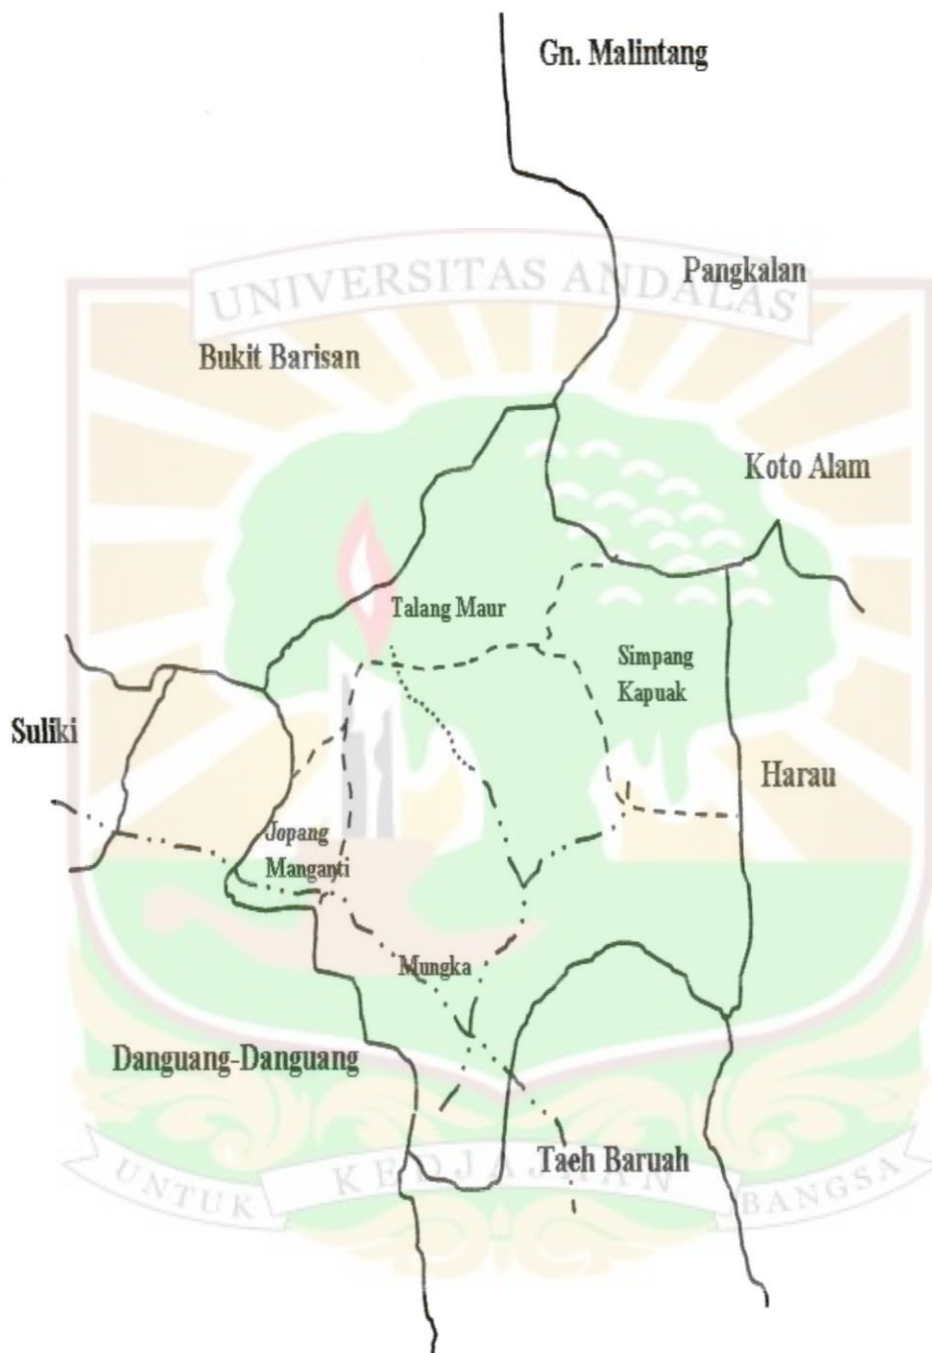 Gn. Malintang
Pangkalan
UNIVERSITAS ANDALAS
Bukit Barisan
Koto Alam
Talang Maur
Simpang
Kapuak
Suliki
Harau
Jopang
Manganti
Mungka
Danguang-Danguang
Taeh Baruah
UNTUK KEDJAJAAN BANGSA